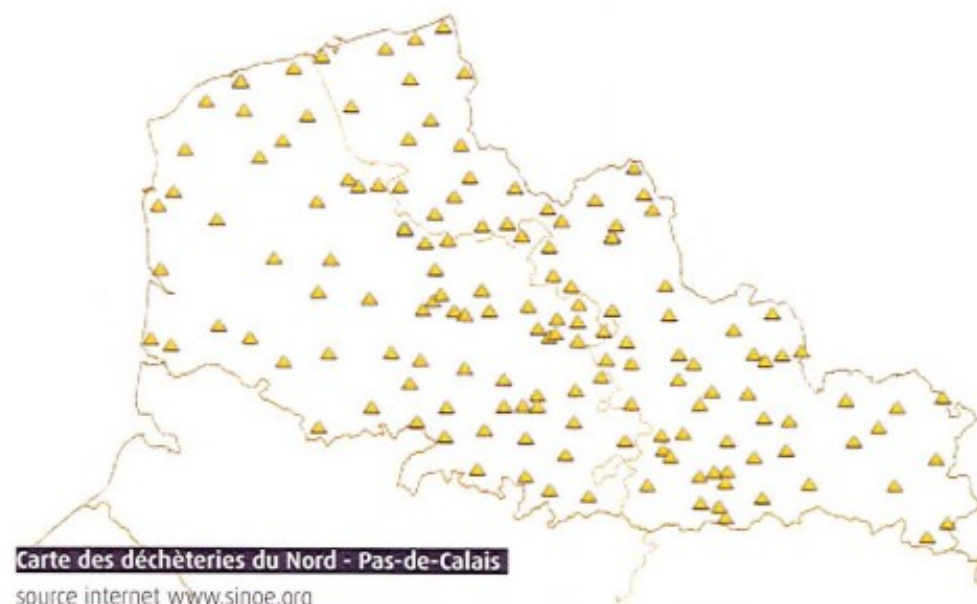 Carte des déchèteries du Nord - Pas-de-Calais
source internet www.sinoe.org